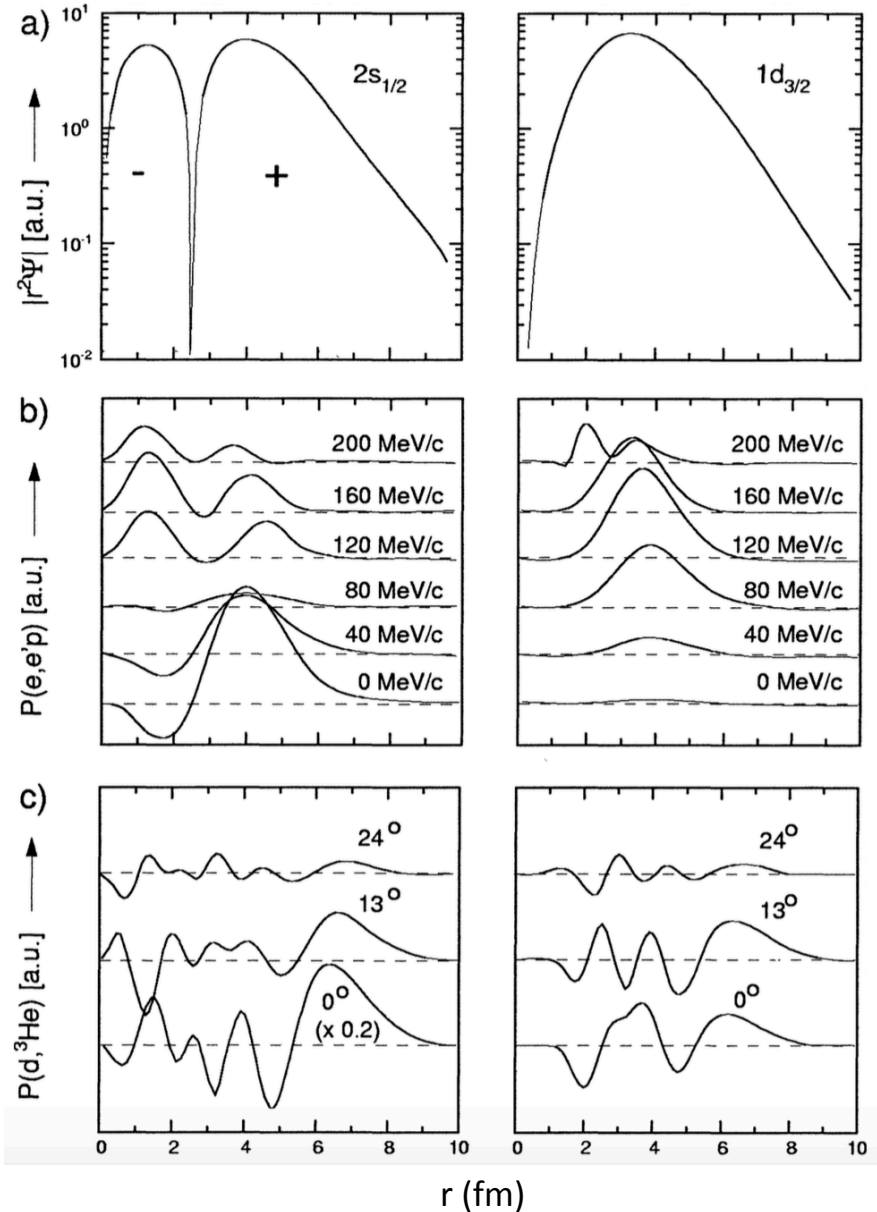 a)
|r²Ψ| [a.u.]
10¹
10⁰
10⁻¹
10⁻²
2s₁/₂
-
+
1d₃/₂
b)
P(e,e'p) [a.u.]
200 MeV/c
160 MeV/c
120 MeV/c
80 MeV/c
40 MeV/c
0 MeV/c
200 MeV/c
160 MeV/c
120 MeV/c
80 MeV/c
40 MeV/c
0 MeV/c
c)
P(d,³He) [a.u.]
24°
13°
0°
(x 0.2)
24°
13°
0°
0 2 4 6 8 10
0 2 4 6 8 10
r (fm)